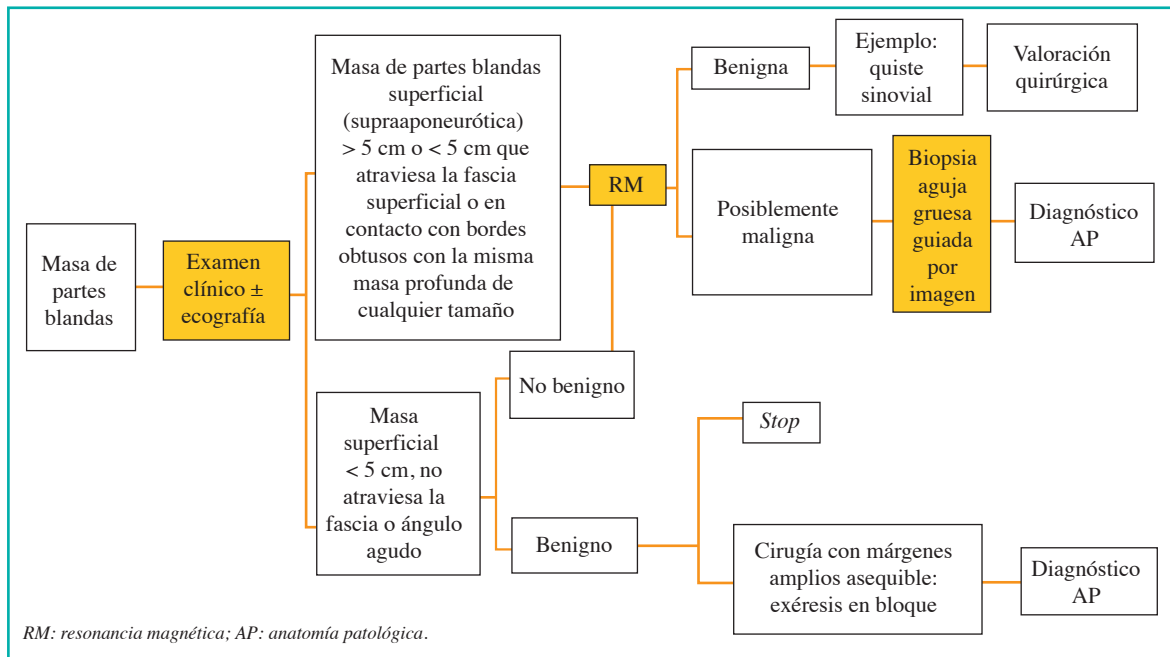 Masa de
partes
blandas
Examen
clínico ±
ecografía
Masa de partes blandas
superficial
(supraaponeurótica)
> 5 cm o < 5 cm que
atraviesa la fascia
superficial o en
contacto con bordes
obtusos con la misma
masa profunda de
cualquier tamaño
RM
Benigna
Ejemplo:
quiste
sinovial
Valoración
quirúrgica
Posiblemente
maligna
Biopsia
aguja
gruesa
guiada
por
imagen
Diagnóstico
AP
Masa
superficial
< 5 cm, no
atraviesa la
fascia o ángulo
agudo
No benigno
Benigno
Stop
Cirugía con márgenes
amplios asequible:
exéresis en bloque
Diagnóstico
AP
RM: resonancia magnética; AP: anatomía patológica.